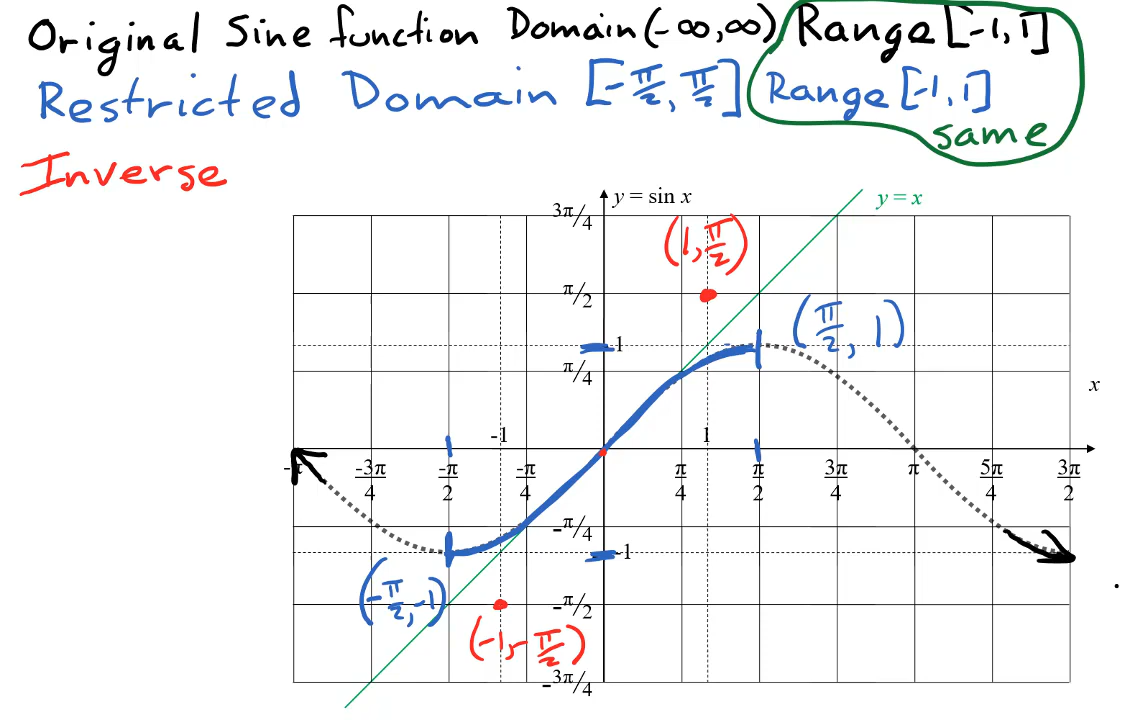 Original Sine function Domain (-∞,∞) Range [-1,1]
Restricted Domain [-π/2, π/2] Range [-1,1]
same
Inverse
y = sin x
y = x
3π/4
(1, π/2)
π/2
(π/2, 1)
1
π/4
x
-1
1
-π
-3π/4
-π/2
-π/4
π/4
π/2
3π/4
π
5π/4
3π/2
-π/4
-1
(-π/2, -1)
-π/2
(-1, -π/2)
-3π/4